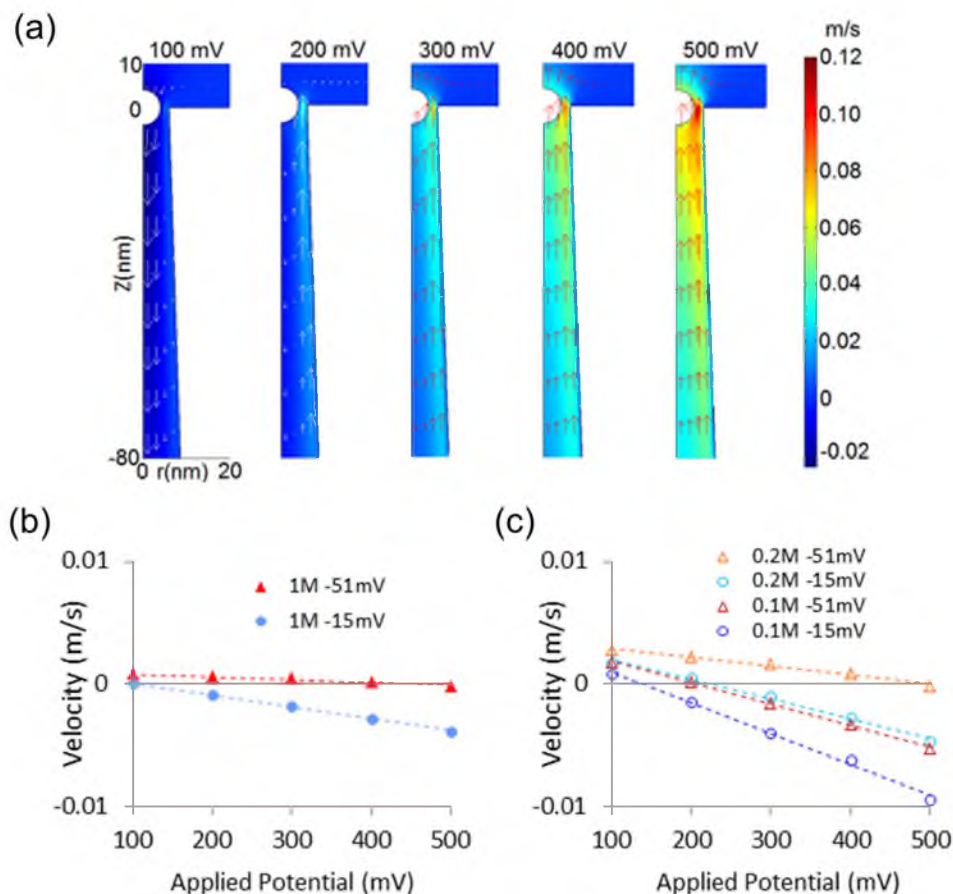 (a)
100 mV 200 mV 300 mV 400 mV 500 mV
m/s
10
0
Z(nm)
-80
0 r(nm) 20
0.12
0.10
0.08
0.06
0.04
0.02
0
-0.02
(b)
0.01
0
-0.01
Velocity (m/s)
1M -51mV
1M -15mV
100 200 300 400 500
Applied Potential (mV)
(c)
0.01
0
-0.01
Velocity (m/s)
0.2M -51mV
0.2M -15mV
0.1M -51mV
0.1M -15mV
100 200 300 400 500
Applied Potential (mV)